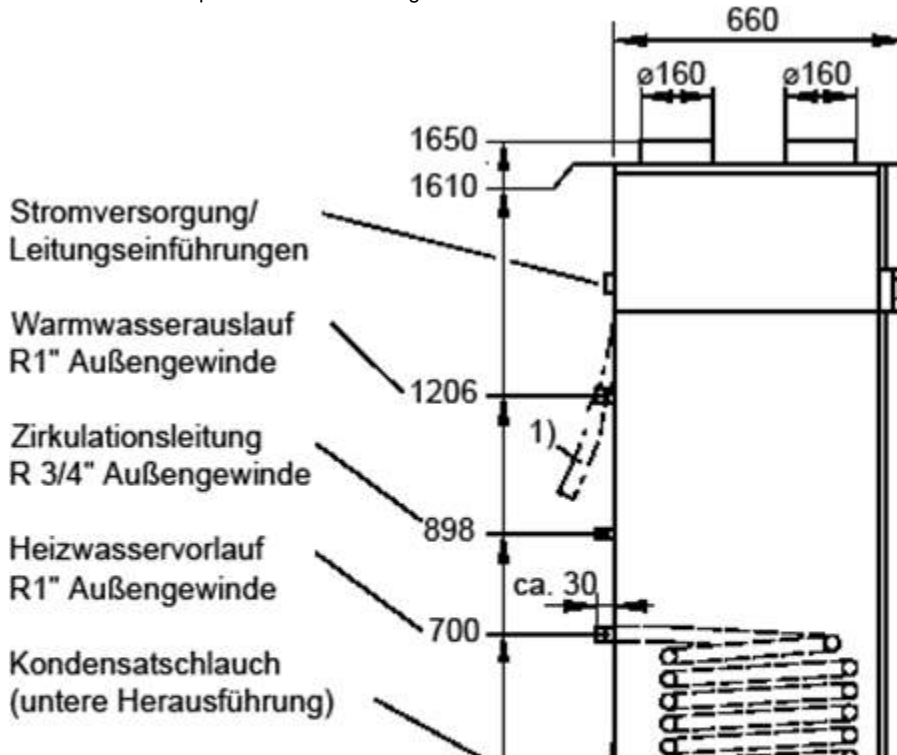 660
ø160 ø160
1650
1610
Stromversorgung/
Leitungseinführungen
Warmwasserauslauf
R1" Außengewinde
1206
1)
Zirkulationsleitung
R 3/4" Außengewinde
898
Heizwasservorlauf
R1" Außengewinde
ca. 30
700
Kondensatschlauch
(untere Herausführung)